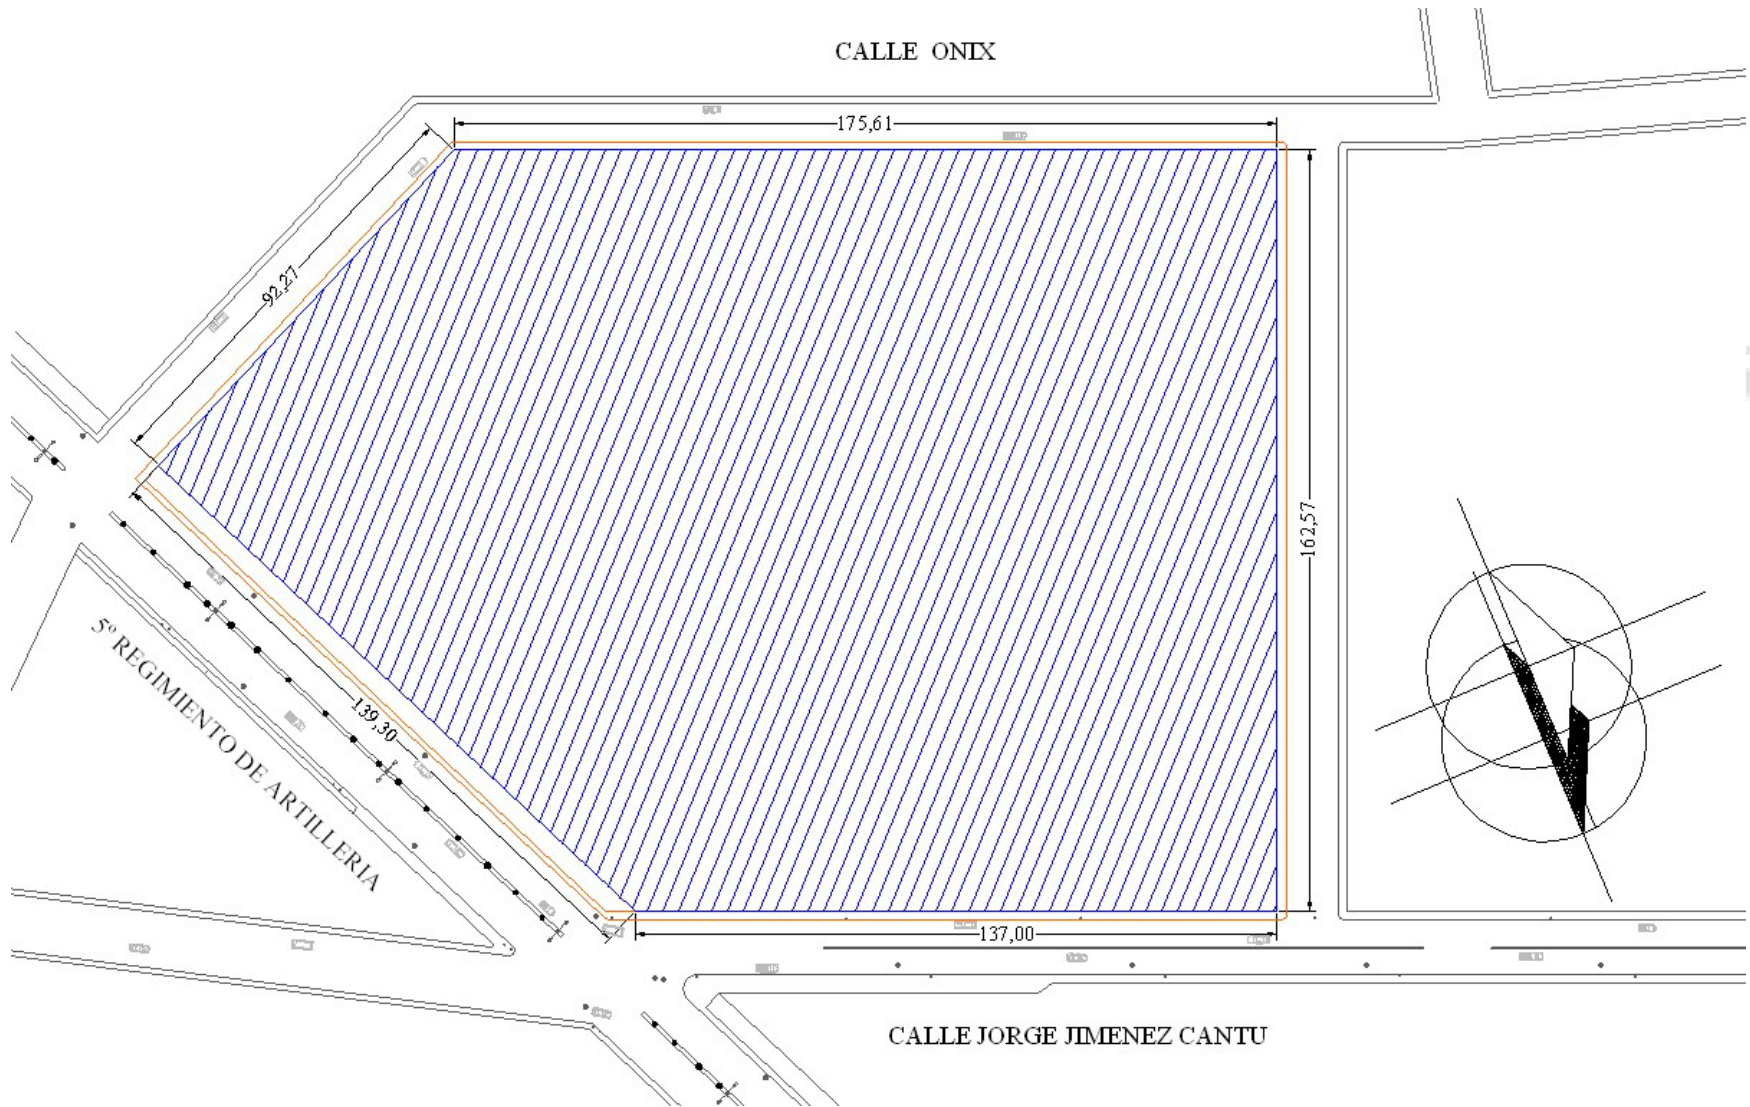 CALLE ONIX
175,61
92,27
162,57
139,30
5º REGIMIENTO DE ARTILLERIA
137,00
CALLE JORGE JIMENEZ CANTU